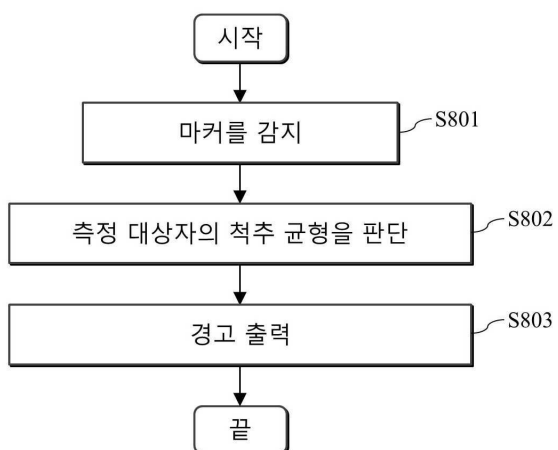 시작
마커를 감지
S801
측정 대상자의 척추 균형을 판단
S802
경고 출력
S803
끝